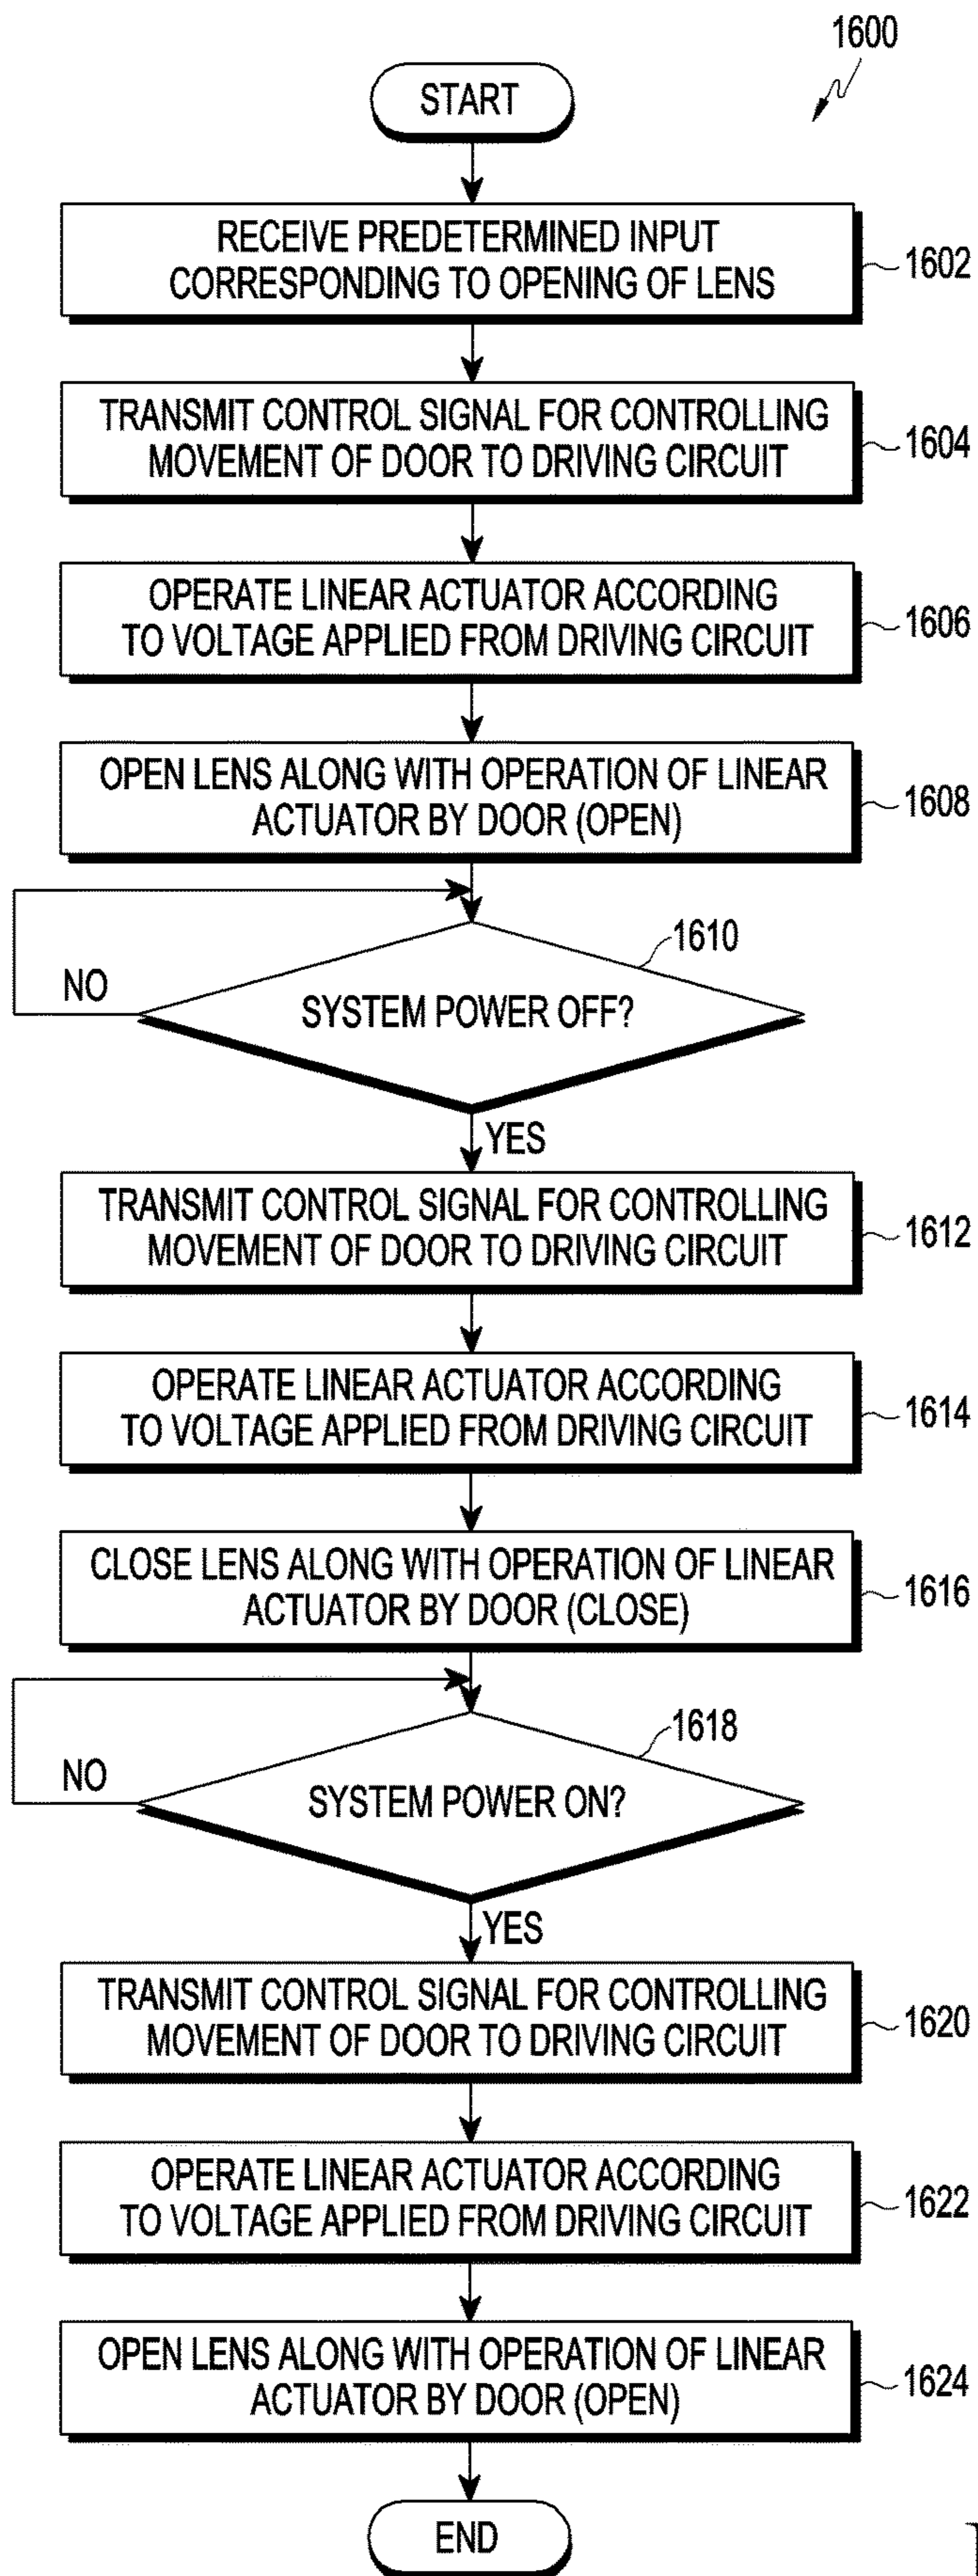 1600
START
RECEIVE PREDETERMINED INPUT
CORRESPONDING TO OPENING OF LENS
1602
TRANSMIT CONTROL SIGNAL FOR CONTROLLING
MOVEMENT OF DOOR TO DRIVING CIRCUIT
1604
OPERATE LINEAR ACTUATOR ACCORDING
TO VOLTAGE APPLIED FROM DRIVING CIRCUIT
1606
OPEN LENS ALONG WITH OPERATION OF LINEAR
ACTUATOR BY DOOR (OPEN)
1608
1610
NO
SYSTEM POWER OFF?
YES
TRANSMIT CONTROL SIGNAL FOR CONTROLLING
MOVEMENT OF DOOR TO DRIVING CIRCUIT
1612
OPERATE LINEAR ACTUATOR ACCORDING
TO VOLTAGE APPLIED FROM DRIVING CIRCUIT
1614
CLOSE LENS ALONG WITH OPERATION OF LINEAR
ACTUATOR BY DOOR (CLOSE)
1616
1618
NO
SYSTEM POWER ON?
YES
TRANSMIT CONTROL SIGNAL FOR CONTROLLING
MOVEMENT OF DOOR TO DRIVING CIRCUIT
1620
OPERATE LINEAR ACTUATOR ACCORDING
TO VOLTAGE APPLIED FROM DRIVING CIRCUIT
1622
OPEN LENS ALONG WITH OPERATION OF LINEAR
ACTUATOR BY DOOR (OPEN)
1624
END